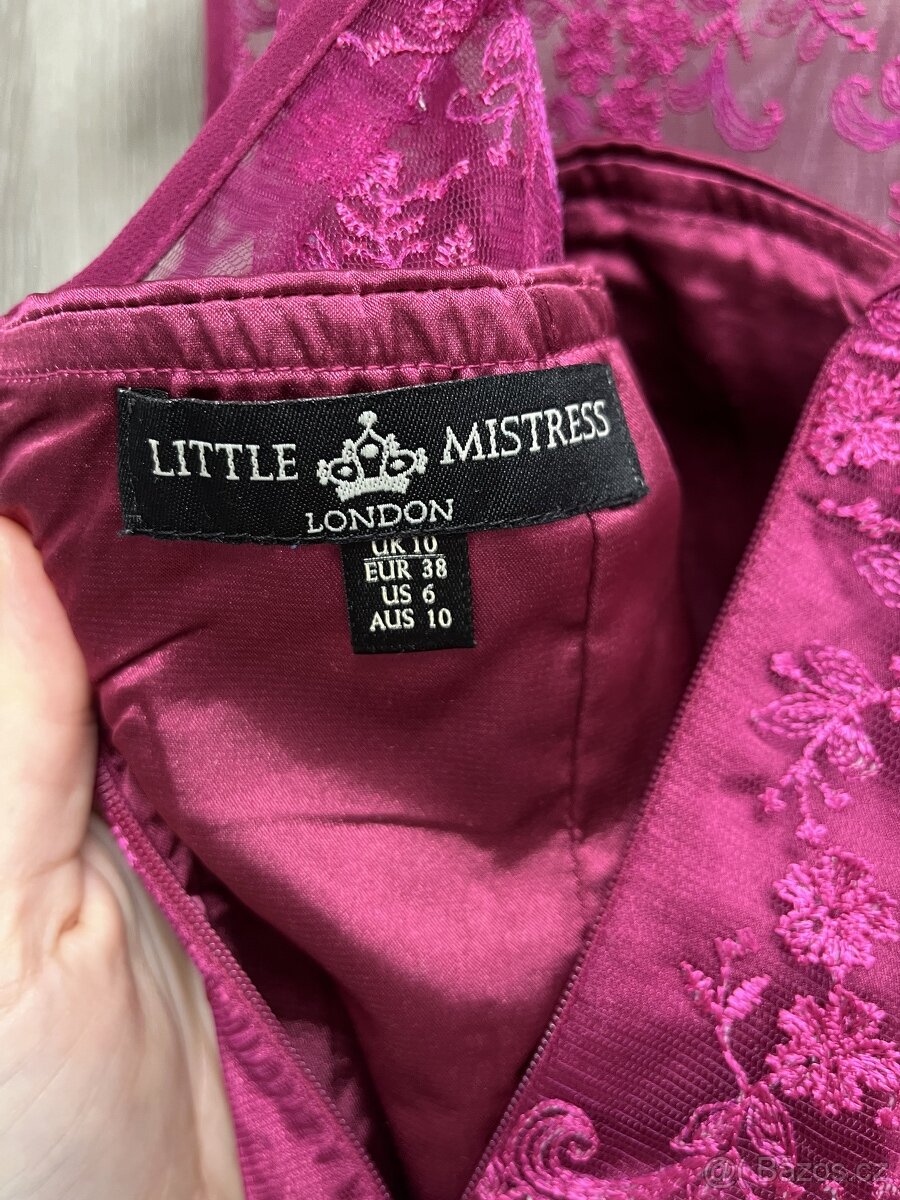 LITTLE MISTRESS
LONDON
UK 10
EUR 38
US 6
AUS 10
@ Bazos.cz